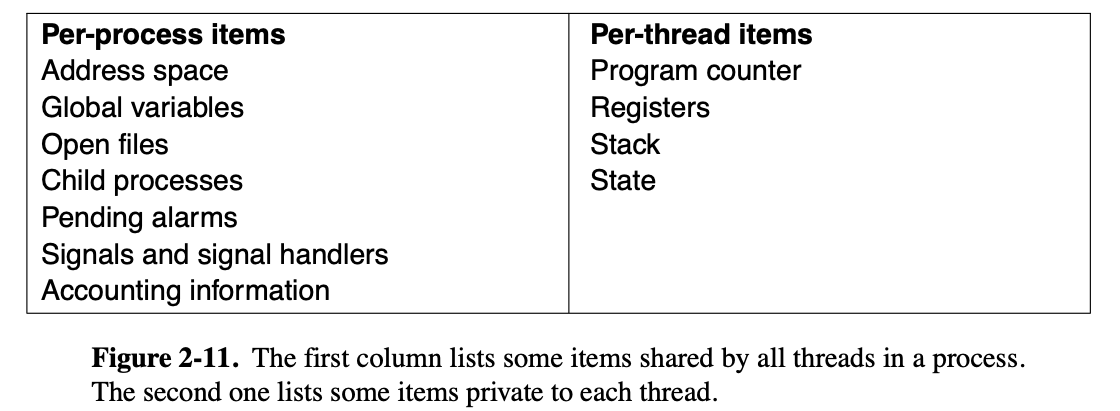 Per-process items
Address space
Global variables
Open files
Child processes
Pending alarms
Signals and signal handlers
Accounting information
Per-thread items
Program counter
Registers
Stack
State
Figure 2-11. The first column lists some items shared by all threads in a process.
The second one lists some items private to each thread.